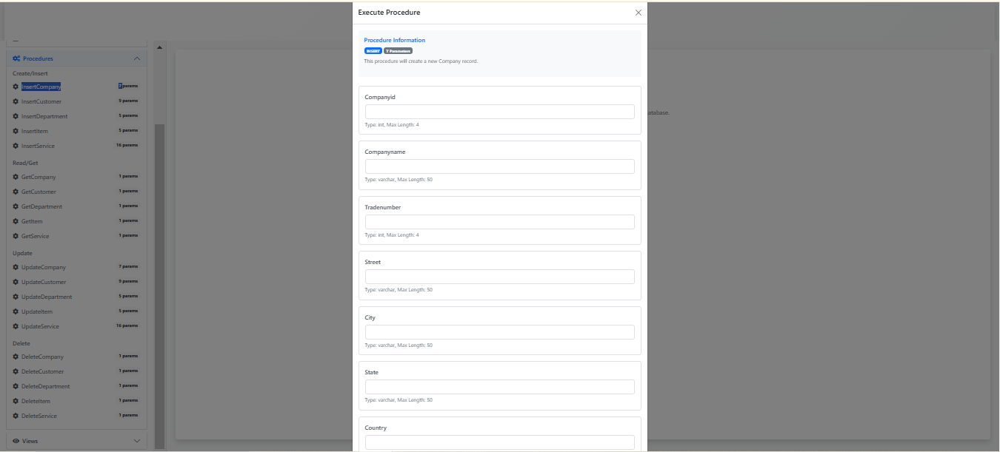 Execute Procedure
Procedure Information
INSERT 7 Parameters
This procedure will create a new Company record.
Companyid
Type: int, Max Length: 4
Companyname
Type: varchar, Max Length: 50
Tradenumber
Type: int, Max Length: 4
Street
Type: varchar, Max Length: 50
City
Type: varchar, Max Length: 50
State
Type: varchar, Max Length: 50
Country
Procedures
Create/Insert
InsertCompany 7 params
InsertCustomer 9 params
InsertDepartment 5 params
InsertItem 5 params
InsertService 16 params
Read/Get
GetCompany 1 params
GetCustomer 1 params
GetDepartment 1 params
GetItem 1 params
GetService 1 params
Update
UpdateCompany 7 params
UpdateCustomer 9 params
UpdateDepartment 5 params
UpdateItem 5 params
UpdateService 16 params
Delete
DeleteCompany 1 params
DeleteCustomer 1 params
DeleteDepartment 1 params
DeleteItem 1 params
DeleteService 1 params
Views
atabase.